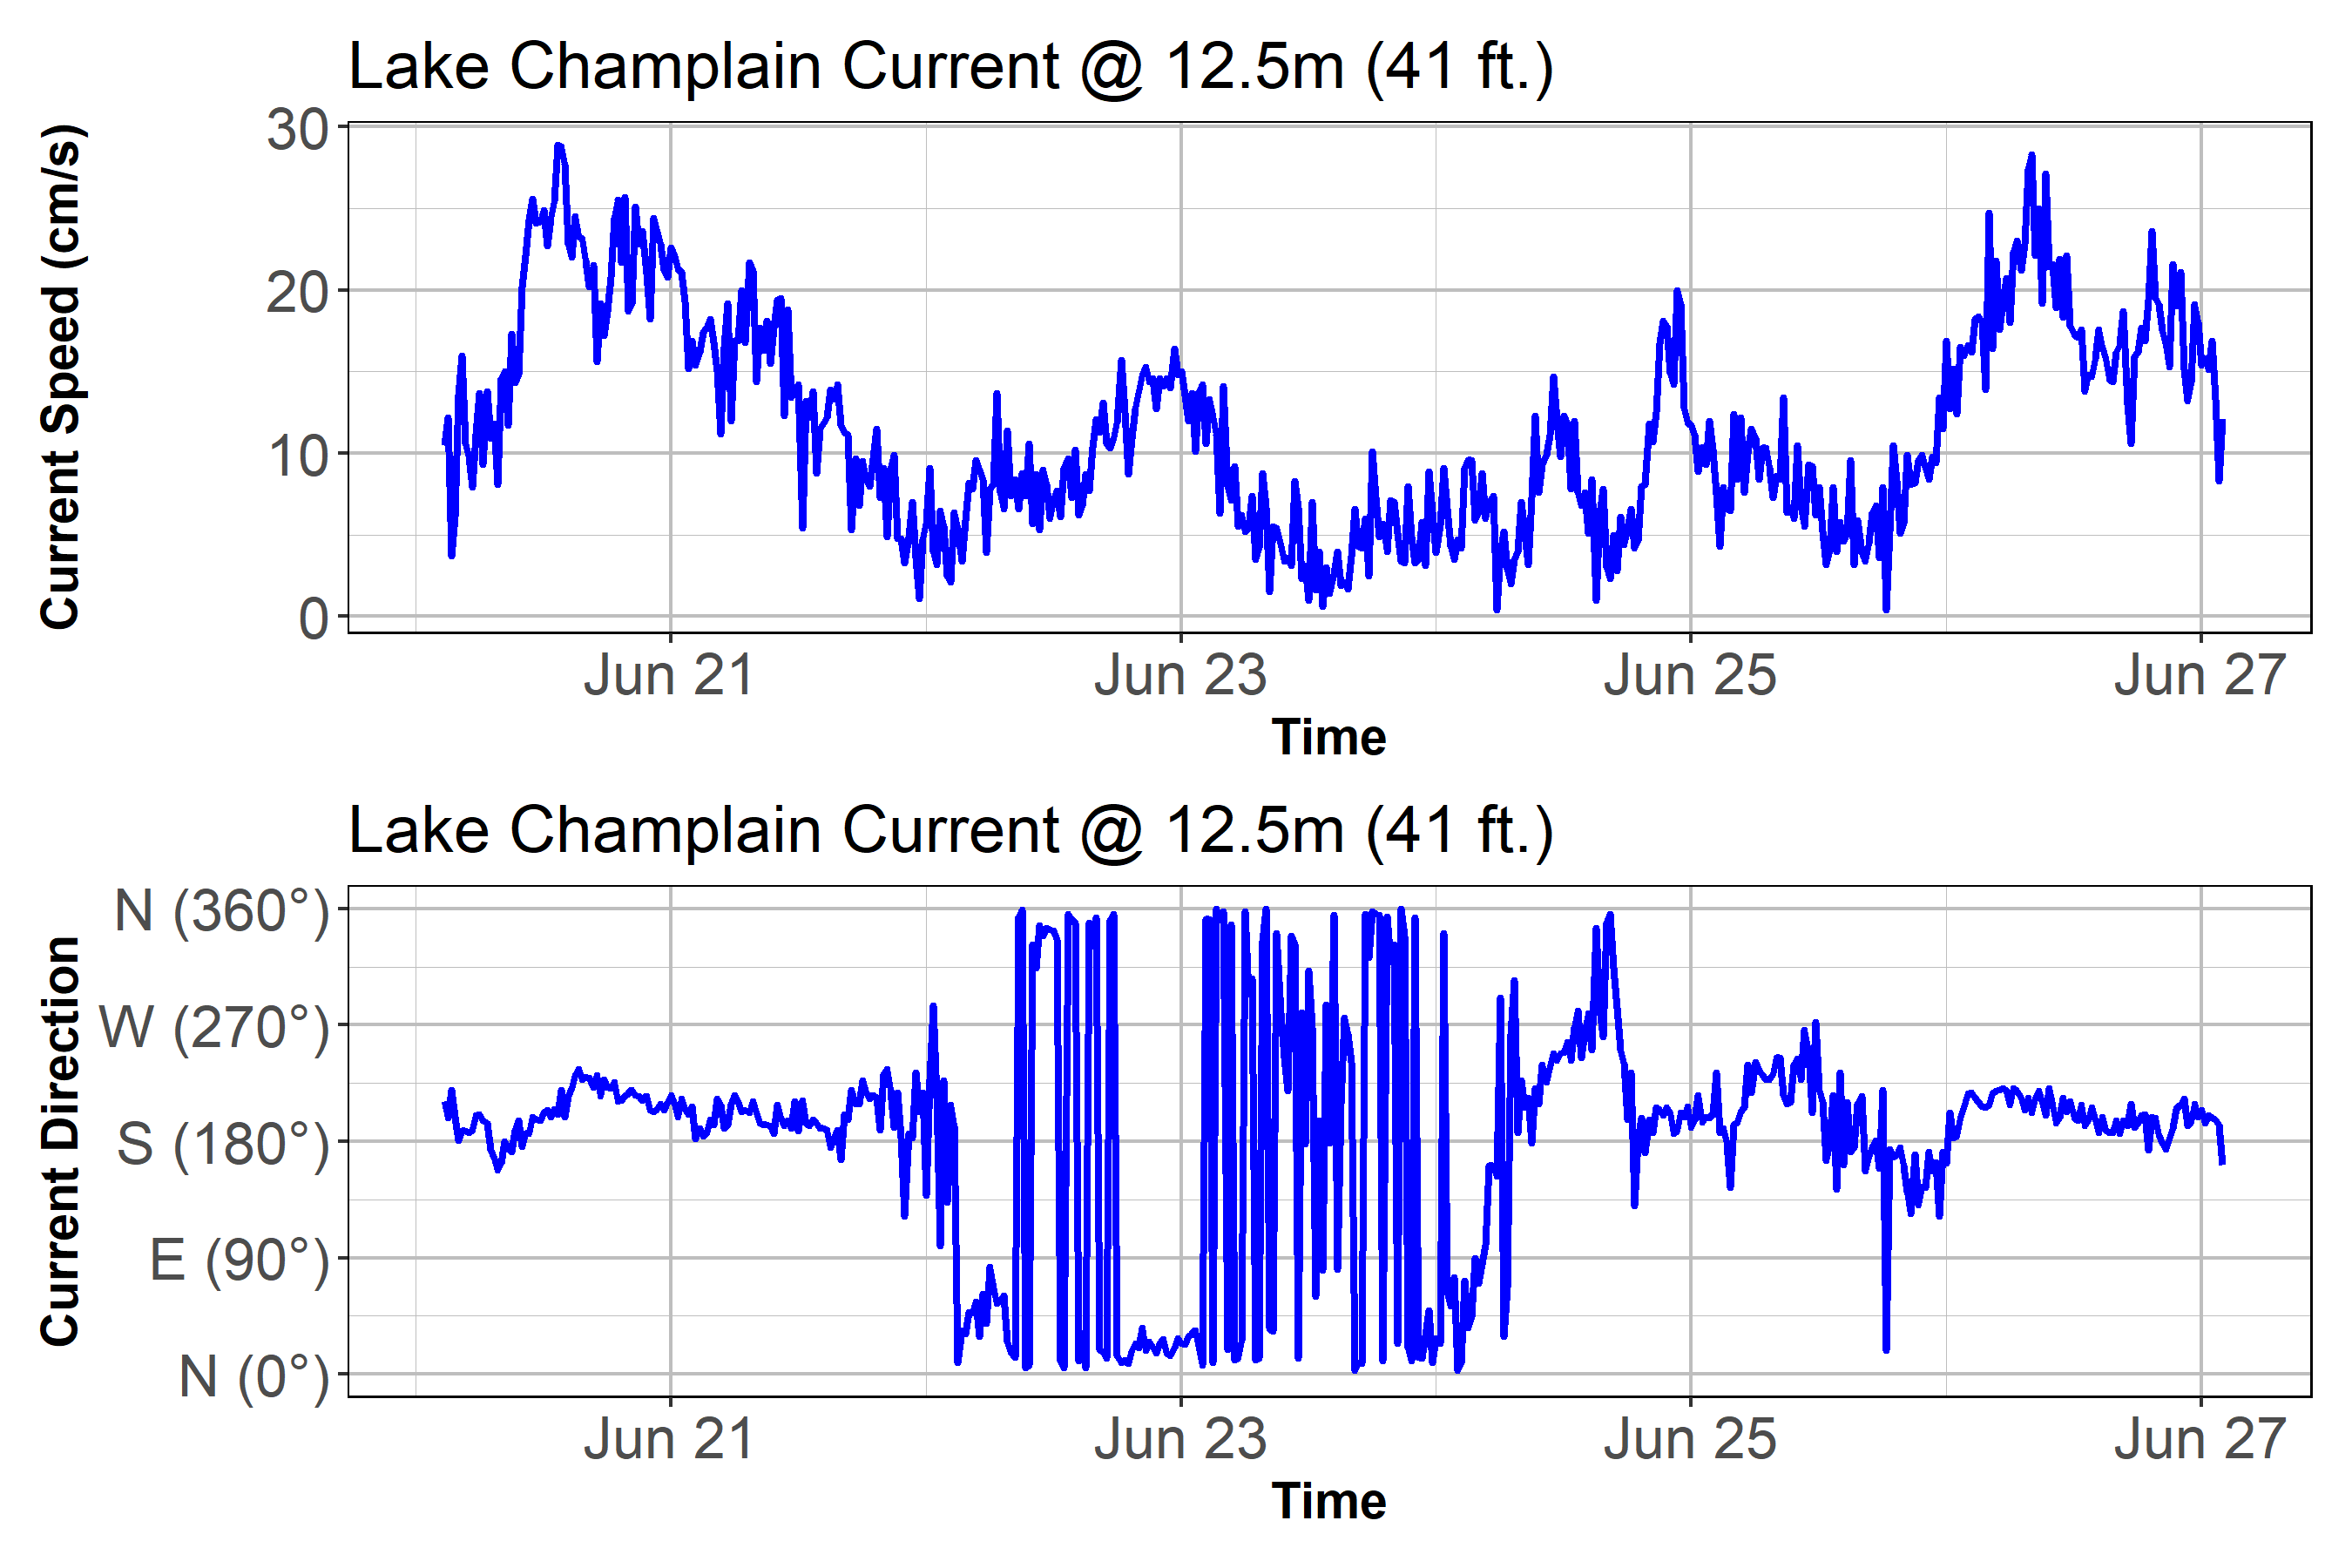 Lake Champlain Current @ 12.5m (41 ft.)
Current Speed (cm/s)
30
20
10
0
Jun 21 Jun 23 Jun 25 Jun 27
Time
Lake Champlain Current @ 12.5m (41 ft.)
Current Direction
N (360°)
W (270°)
S (180°)
E (90°)
N (0°)
Jun 21 Jun 23 Jun 25 Jun 27
Time